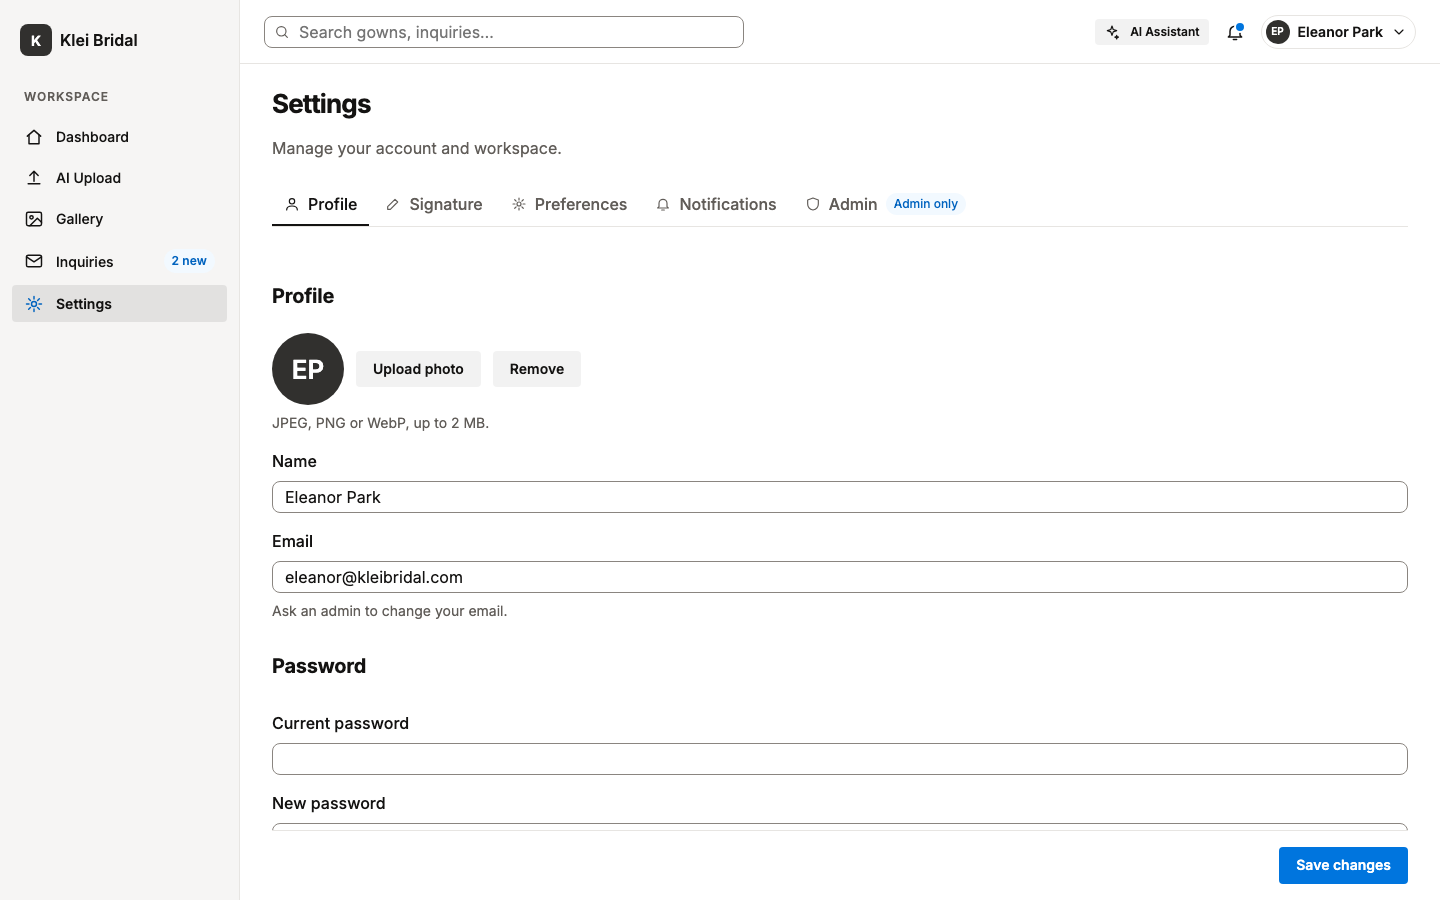 K Klei Bridal
Search gowns, inquiries...
AI Assistant
EP Eleanor Park
WORKSPACE
Dashboard
AI Upload
Gallery
Inquiries 2 new
Settings
Settings
Manage your account and workspace.
Profile Signature Preferences Notifications Admin Admin only
Profile
EP Upload photo Remove
JPEG, PNG or WebP, up to 2 MB.
Name
Eleanor Park
Email
eleanor@kleibridal.com
Ask an admin to change your email.
Password
Current password
New password
Save changes